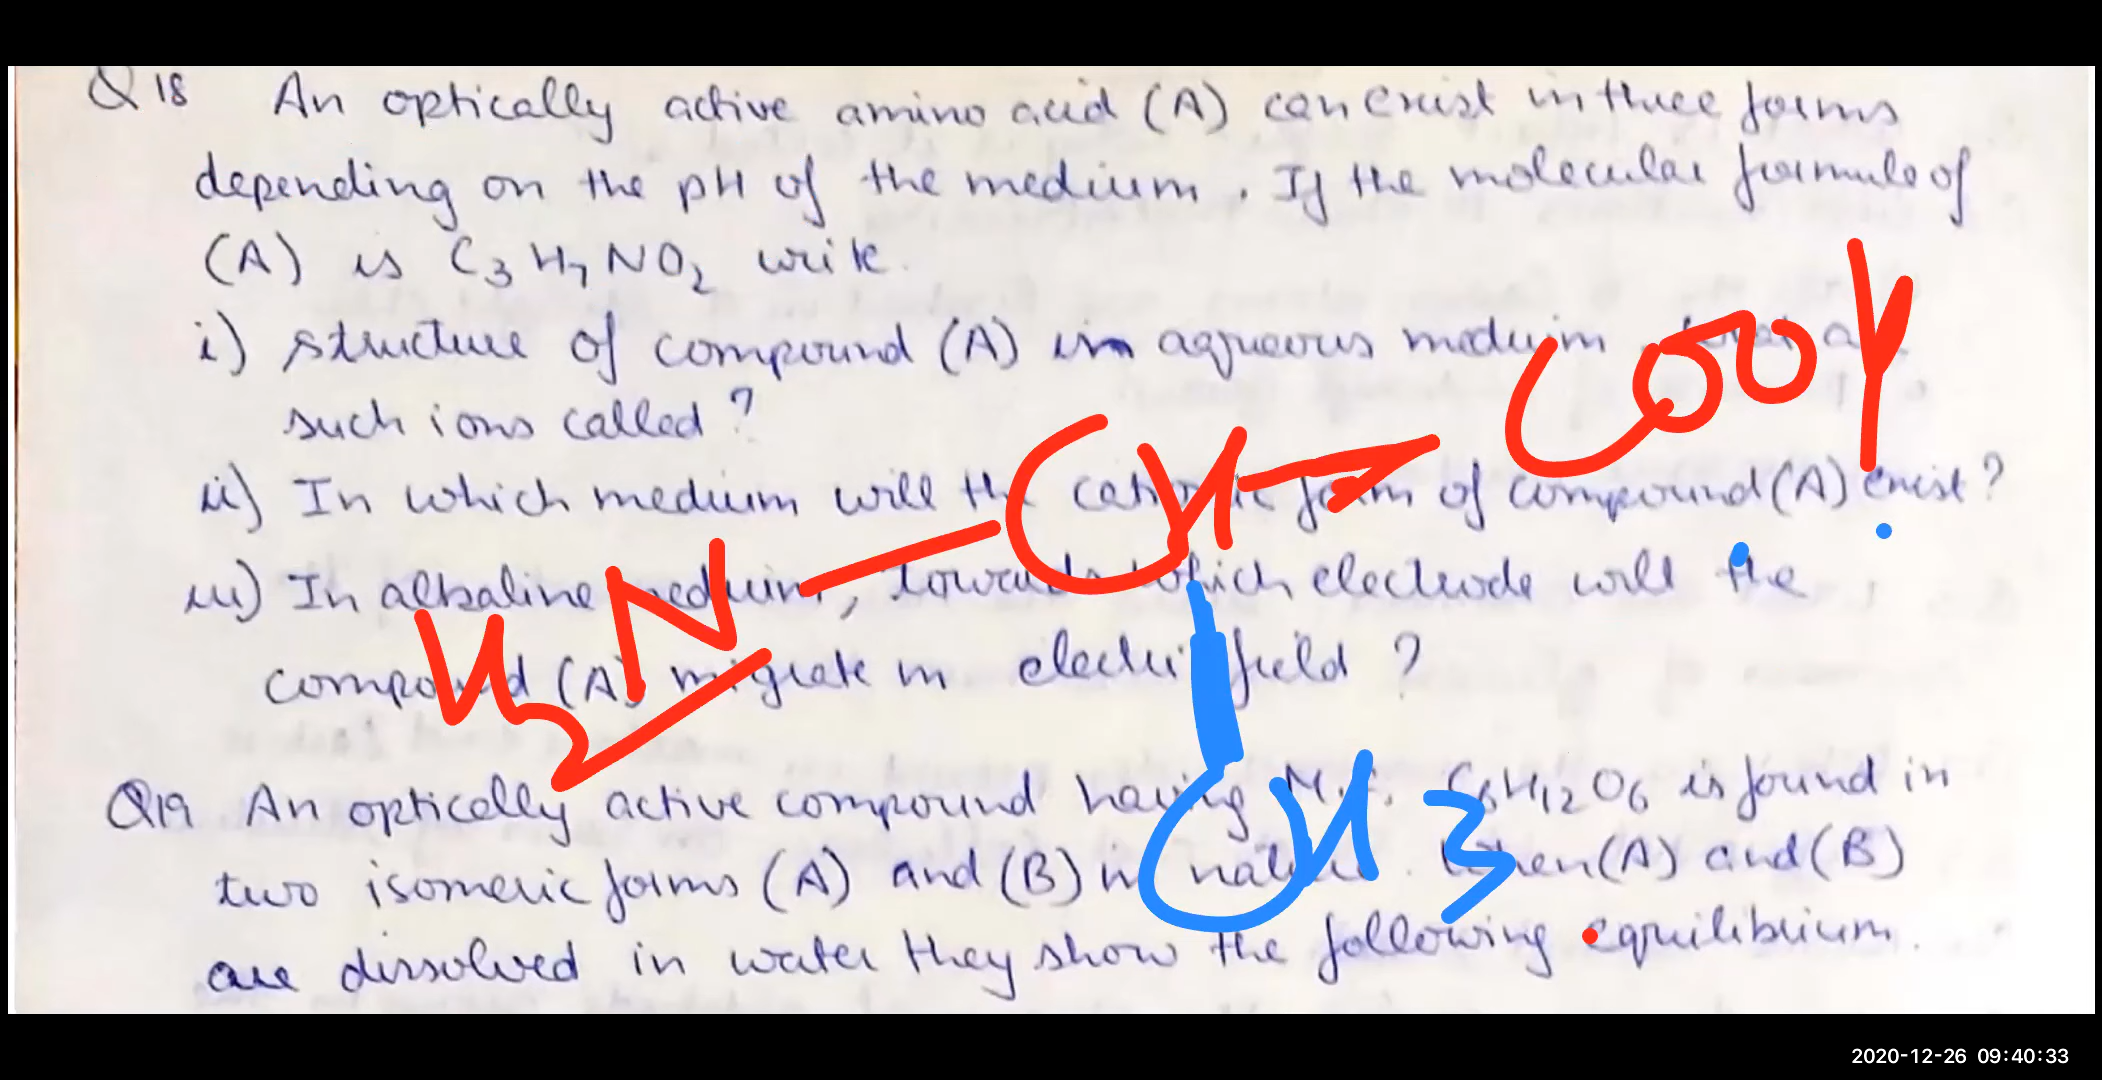 Q18 An optically active amino acid (A) can exist in three forms
depending on the pH of the medium. If the molecular formula of
(A) is C3H7NO2 write.
i) structure of compound (A) in aqueous medium.
such ions called?
ii) In which medium will the cationic form of compound (A) exist?
iii) In alkaline medium, towards which electrode will the
compound (A) migrate in electric field?
H2N-CH-COOH
CH3
Q19 An optically active compound having M.F. C6H12O6 is found in
two isomeric forms (A) and (B) in nature. When (A) and (B)
are dissolved in water they show the following equilibrium.
2020-12-26 09:40:33